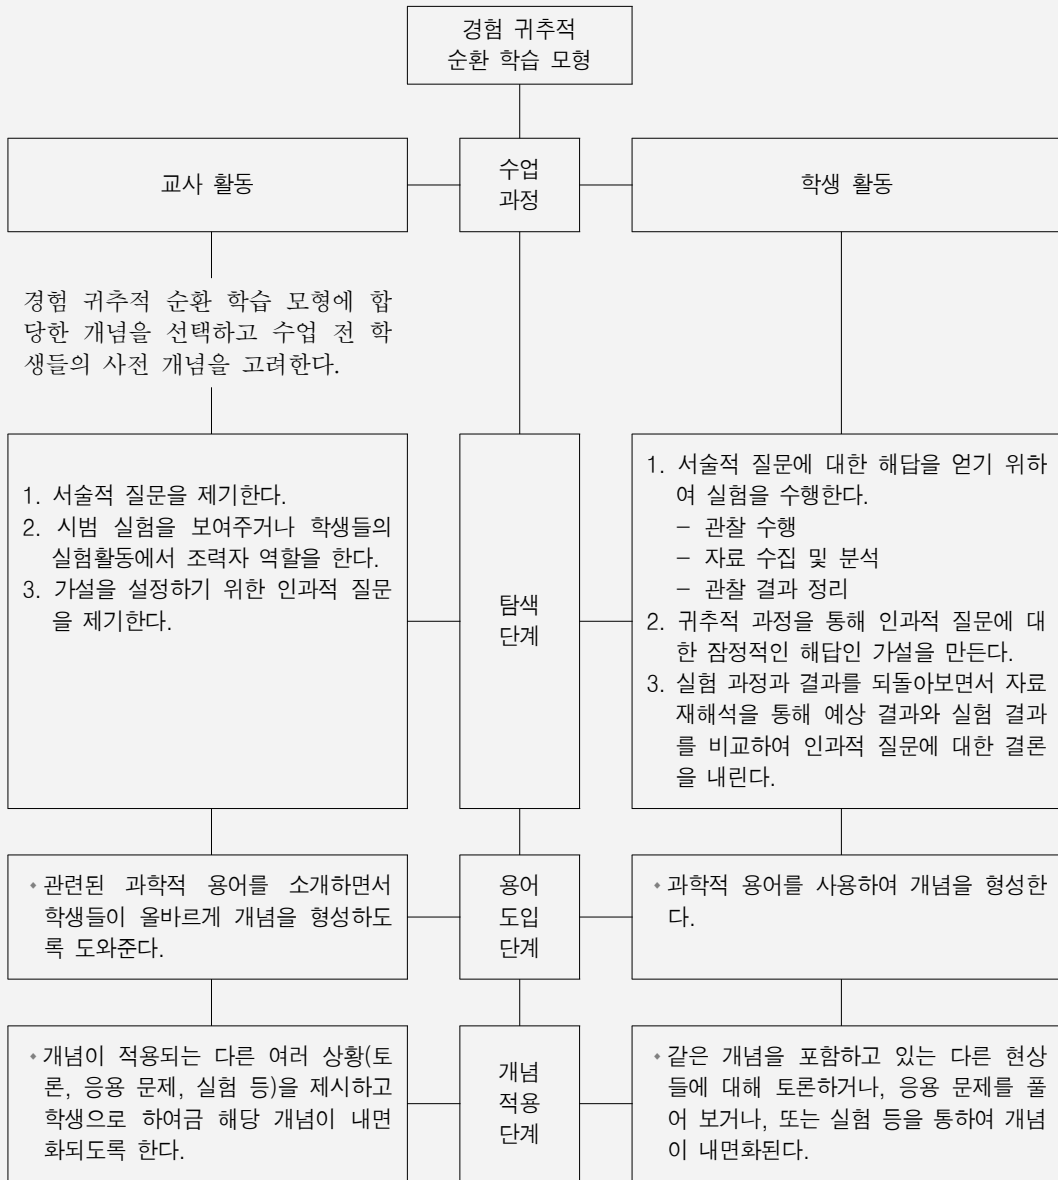 경험 귀추적
순환 학습 모형
교사 활동
수업
과정
학생 활동
경험 귀추적 순환 학습 모형에 합
당한 개념을 선택하고 수업 전 학
생들의 사전 개념을 고려한다.
1. 서술적 질문을 제기한다.
2. 시범 실험을 보여주거나 학생들의
실험활동에서 조력자 역할을 한다.
3. 가설을 설정하기 위한 인과적 질문
을 제기한다.
탐색
단계
1. 서술적 질문에 대한 해답을 얻기 위하
여 실험을 수행한다.
- 관찰 수행
- 자료 수집 및 분석
- 관찰 결과 정리
2. 귀추적 과정을 통해 인과적 질문에 대
한 잠정적인 해답인 가설을 만든다.
3. 실험 과정과 결과를 되돌아보면서 자료
재해석을 통해 예상 결과와 실험 결과
를 비교하여 인과적 질문에 대한 결론
을 내린다.
• 관련된 과학적 용어를 소개하면서
학생들이 올바르게 개념을 형성하도
록 도와준다.
용어
도입
단계
• 과학적 용어를 사용하여 개념을 형성한
다.
• 개념이 적용되는 다른 여러 상황(토
론, 응용 문제, 실험 등)을 제시하고
학생으로 하여금 해당 개념이 내면
화되도록 한다.
개념
적용
단계
• 같은 개념을 포함하고 있는 다른 현상
들에 대해 토론하거나, 응용 문제를 풀
어 보거나, 또는 실험 등을 통하여 개념
이 내면화된다.